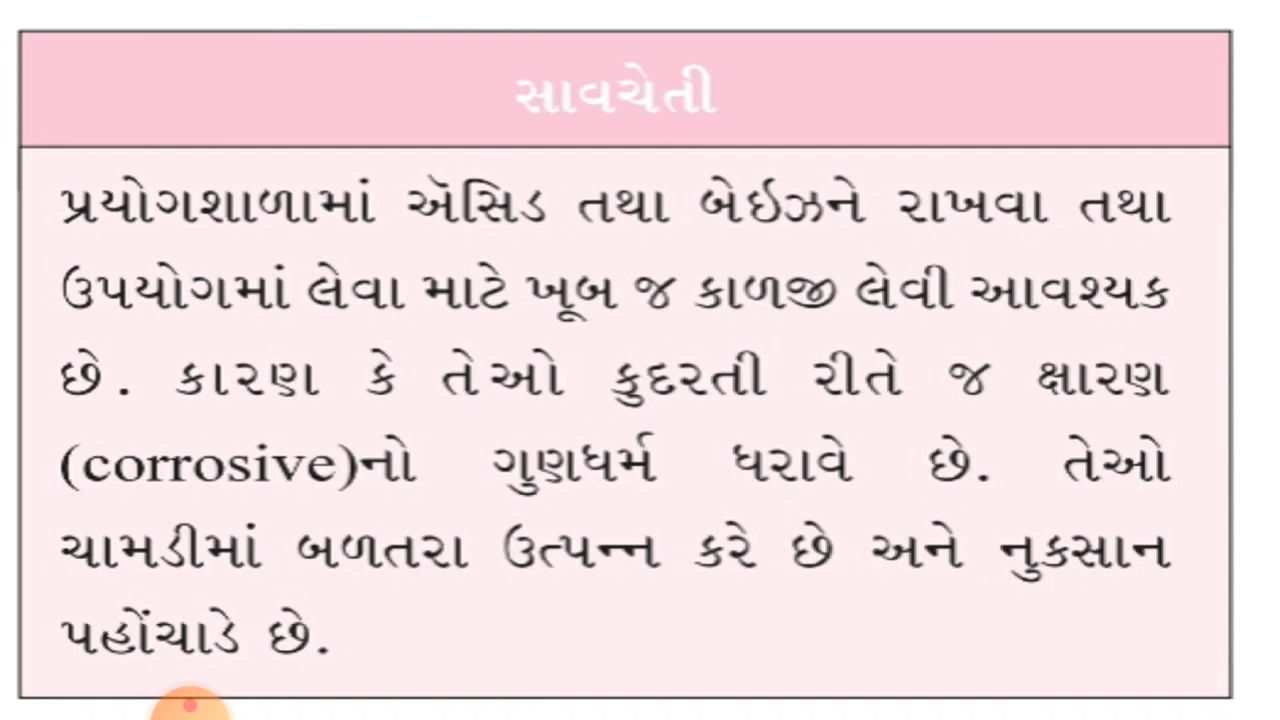 સાવચેતી
પ્રયોગશાળામાં ઍસિડ તથા બેઇઝને રાખવા તથા
ઉપયોગમાં લેવા માટે ખૂબ જ કાળજી લેવી આવશ્યક
છે. કારણ કે તેઓ કુદરતી રીતે જ ક્ષારણ
(corrosive)નો ગુણધર્મ ધરાવે છે. તેઓ
ચામડીમાં બળતરા ઉત્પન્ન કરે છે અને નુકસાન
પહોંચાડે છે.